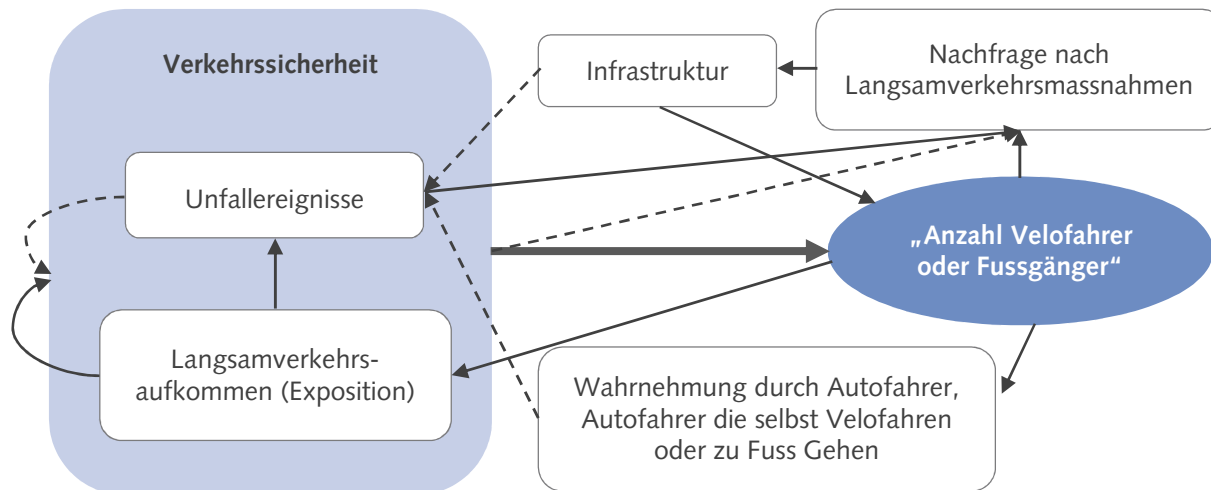 Verkehrssicherheit
Infrastruktur
Nachfrage nach
Langsamverkehrsmassnahmen
Unfallereignisse
„Anzahl Velofahrer
oder Fussgänger“
Langsamverkehrs-
aufkommen (Exposition)
Wahrnehmung durch Autofahrer,
Autofahrer die selbst Velofahren
oder zu Fuss Gehen